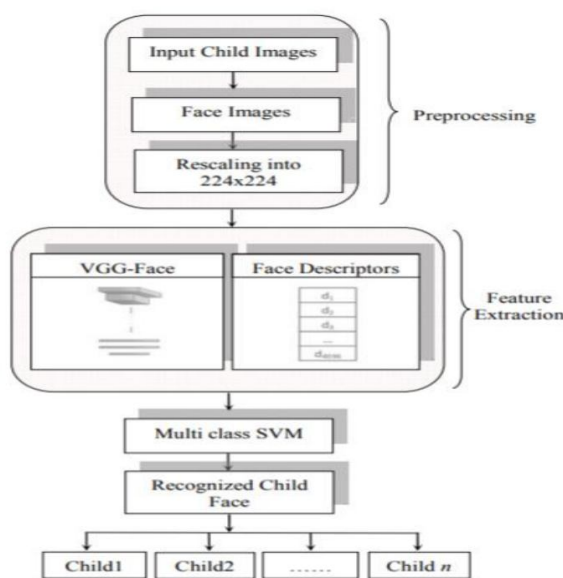 Input Child Images
Face Images
Rescaling into
224x224
Preprocessing
VGG-Face
Face Descriptors
d1
d2
d3
...
d4096
Feature
Extraction
Multi class SVM
Recognized Child
Face
Child1
Child2
......
Child n